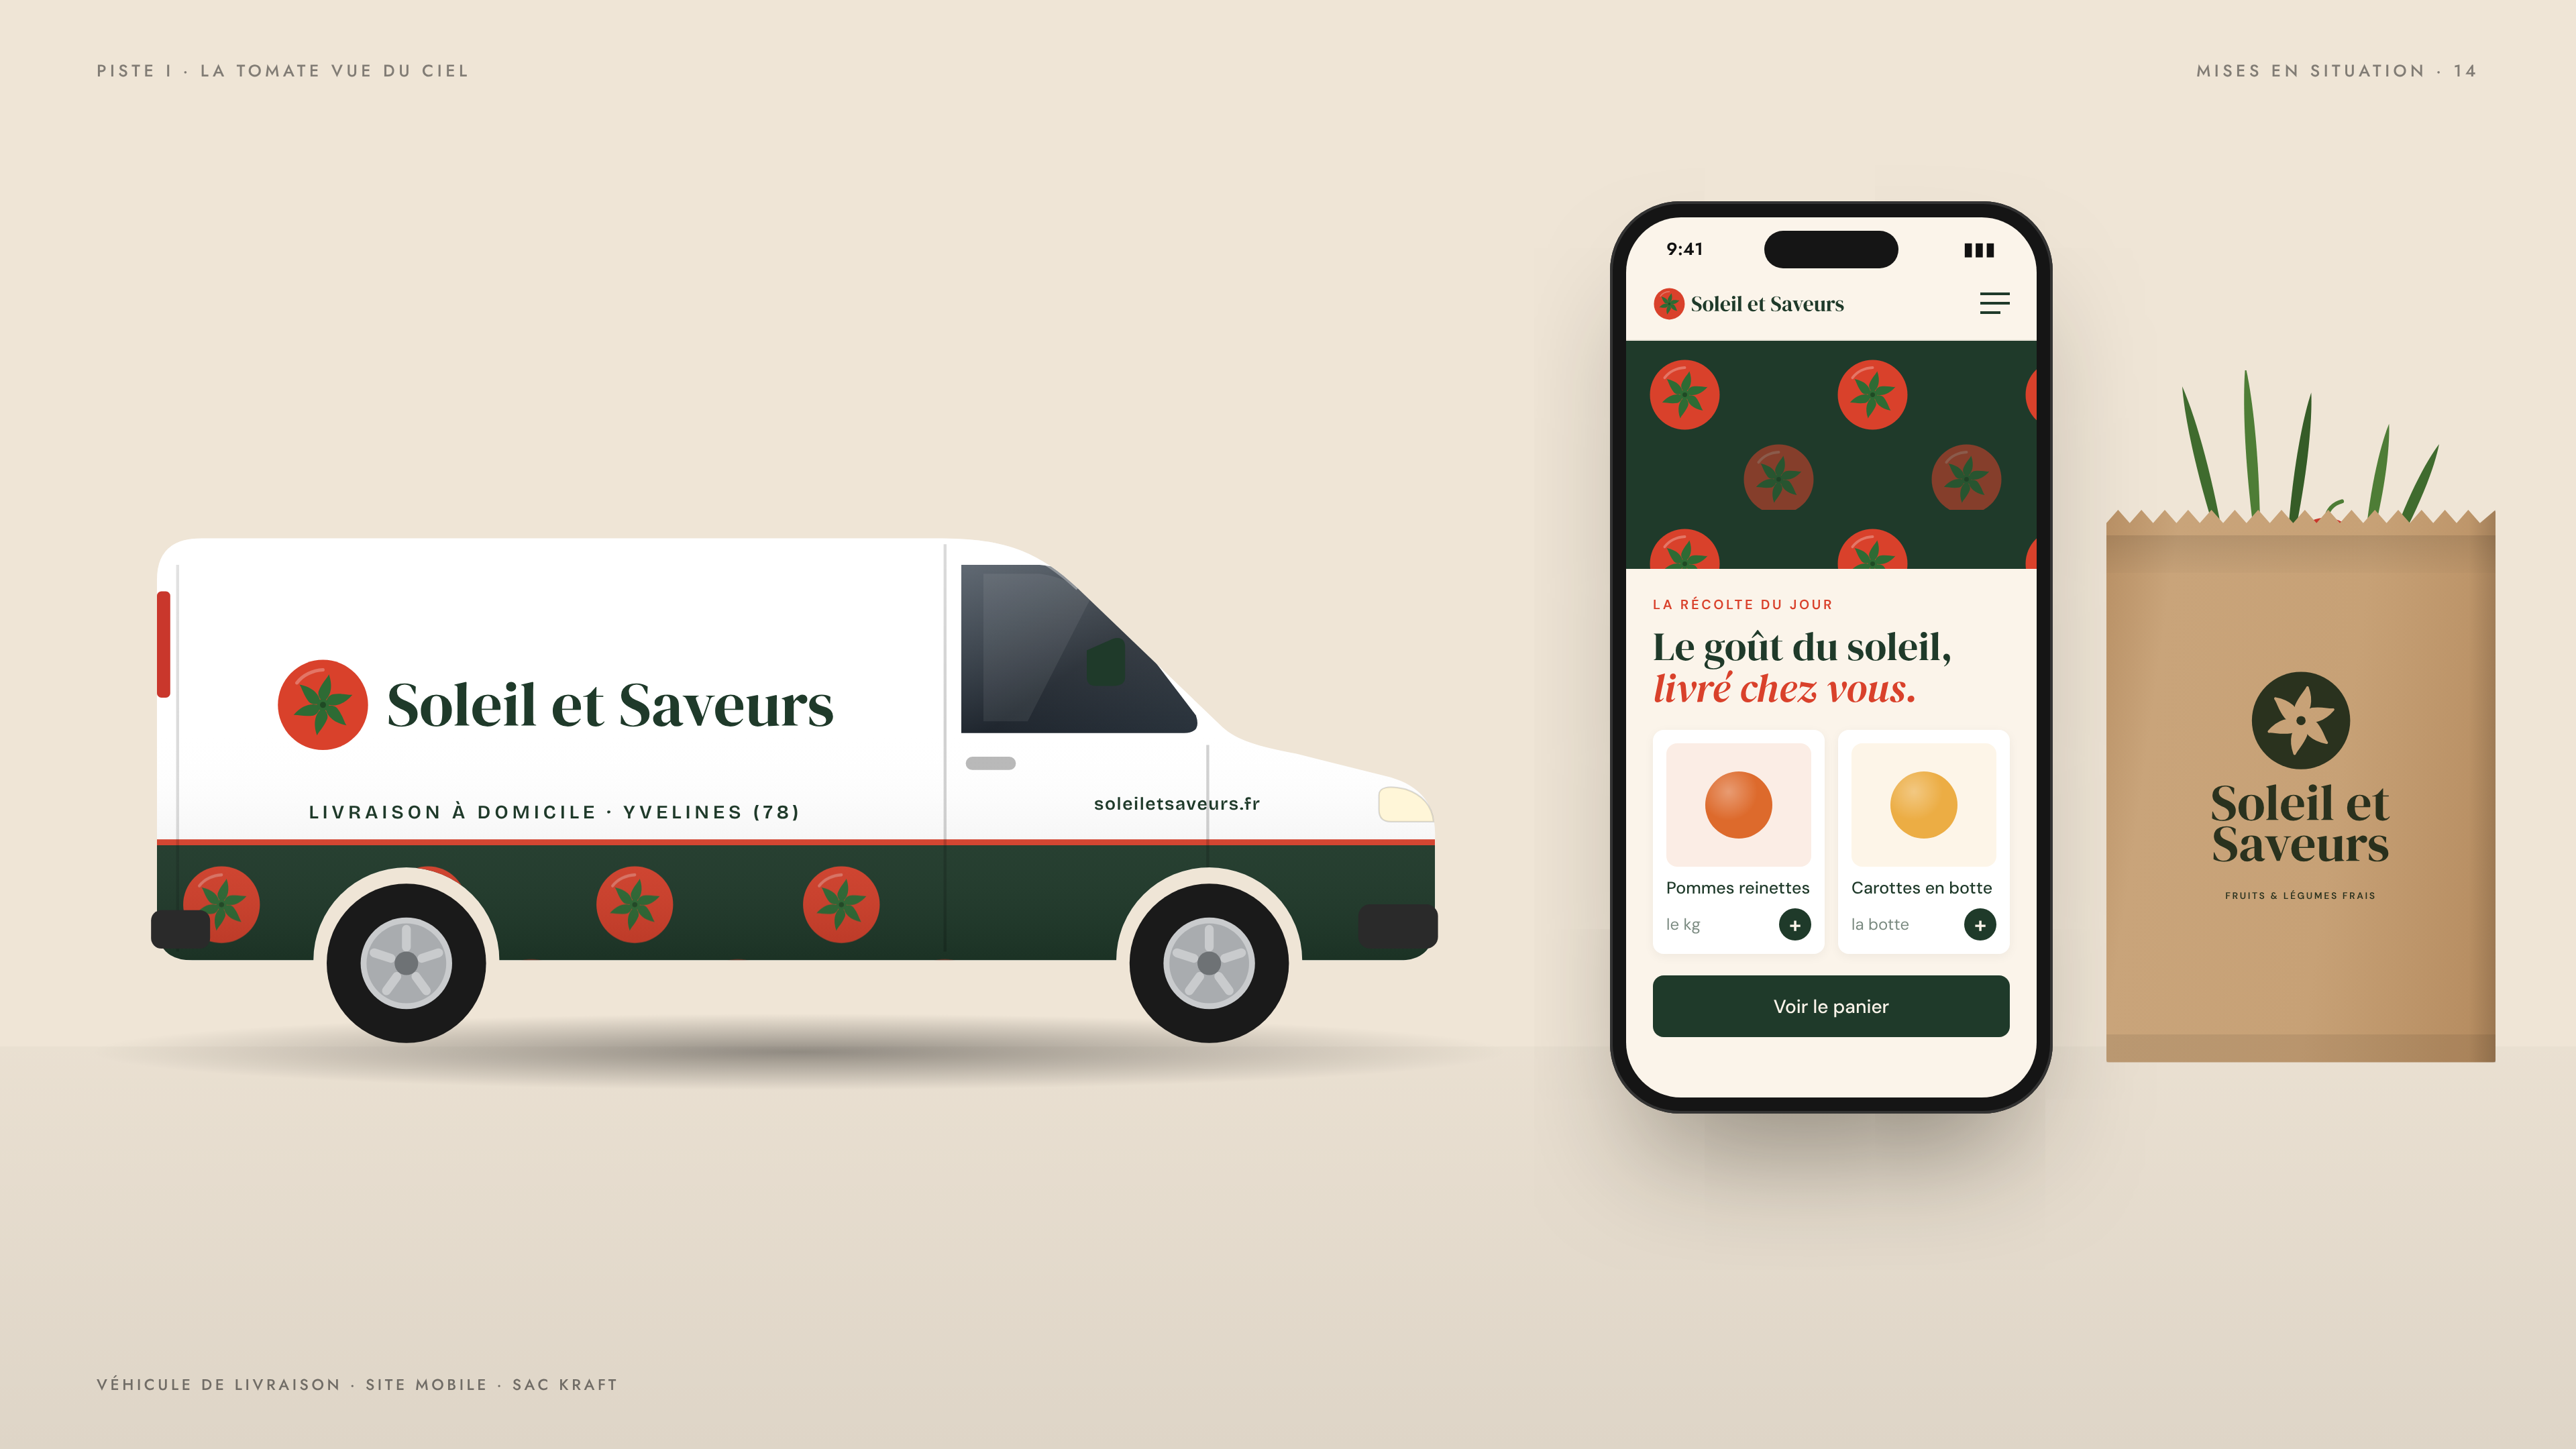 PISTE I · LA TOMATE VUE DU CIEL
MISES EN SITUATION · 14
Soleil et Saveurs
LIVRAISON À DOMICILE · YVELINES (78)
soleiletsaveurs.fr
9:41
Soleil et Saveurs
LA RÉCOLTE DU JOUR
Le goût du soleil,
livré chez vous.
Pommes reinettes
le kg
+
Carottes en botte
la botte
+
Voir le panier
Soleil et
Saveurs
FRUITS & LÉGUMES FRAIS
VÉHICULE DE LIVRAISON · SITE MOBILE · SAC KRAFT